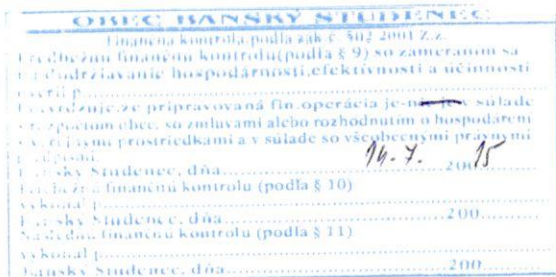 OBEC BANSKÝ STUDENEC
Finančná kontrola podľa zák.č. 502/2001 Z.z.
Predbežnú finančnú kontrolu(podľa § 9) so zameraním sa
na dodržiavanie hospodárnosti,efektívnosti a účinnosti
overil p.
Potvrdzuje,že pripravovaná fin.operácia je-nie je v súlade
s rozpočtom obce, so zmluvami alebo rozhodnutím o hospodárení
s verejnými prostriedkami a v súlade so všeobecnými právnymi
predpismi.
Banský Studenec, dňa 14.7. 200 15
Priebežnú finančnú kontrolu (podľa § 10)
vykonal p.
Banský Studenec, dňa 200
Následnú finančnú kontrolu (podľa § 11)
vykonal p.
Banský Studenec, dňa 200